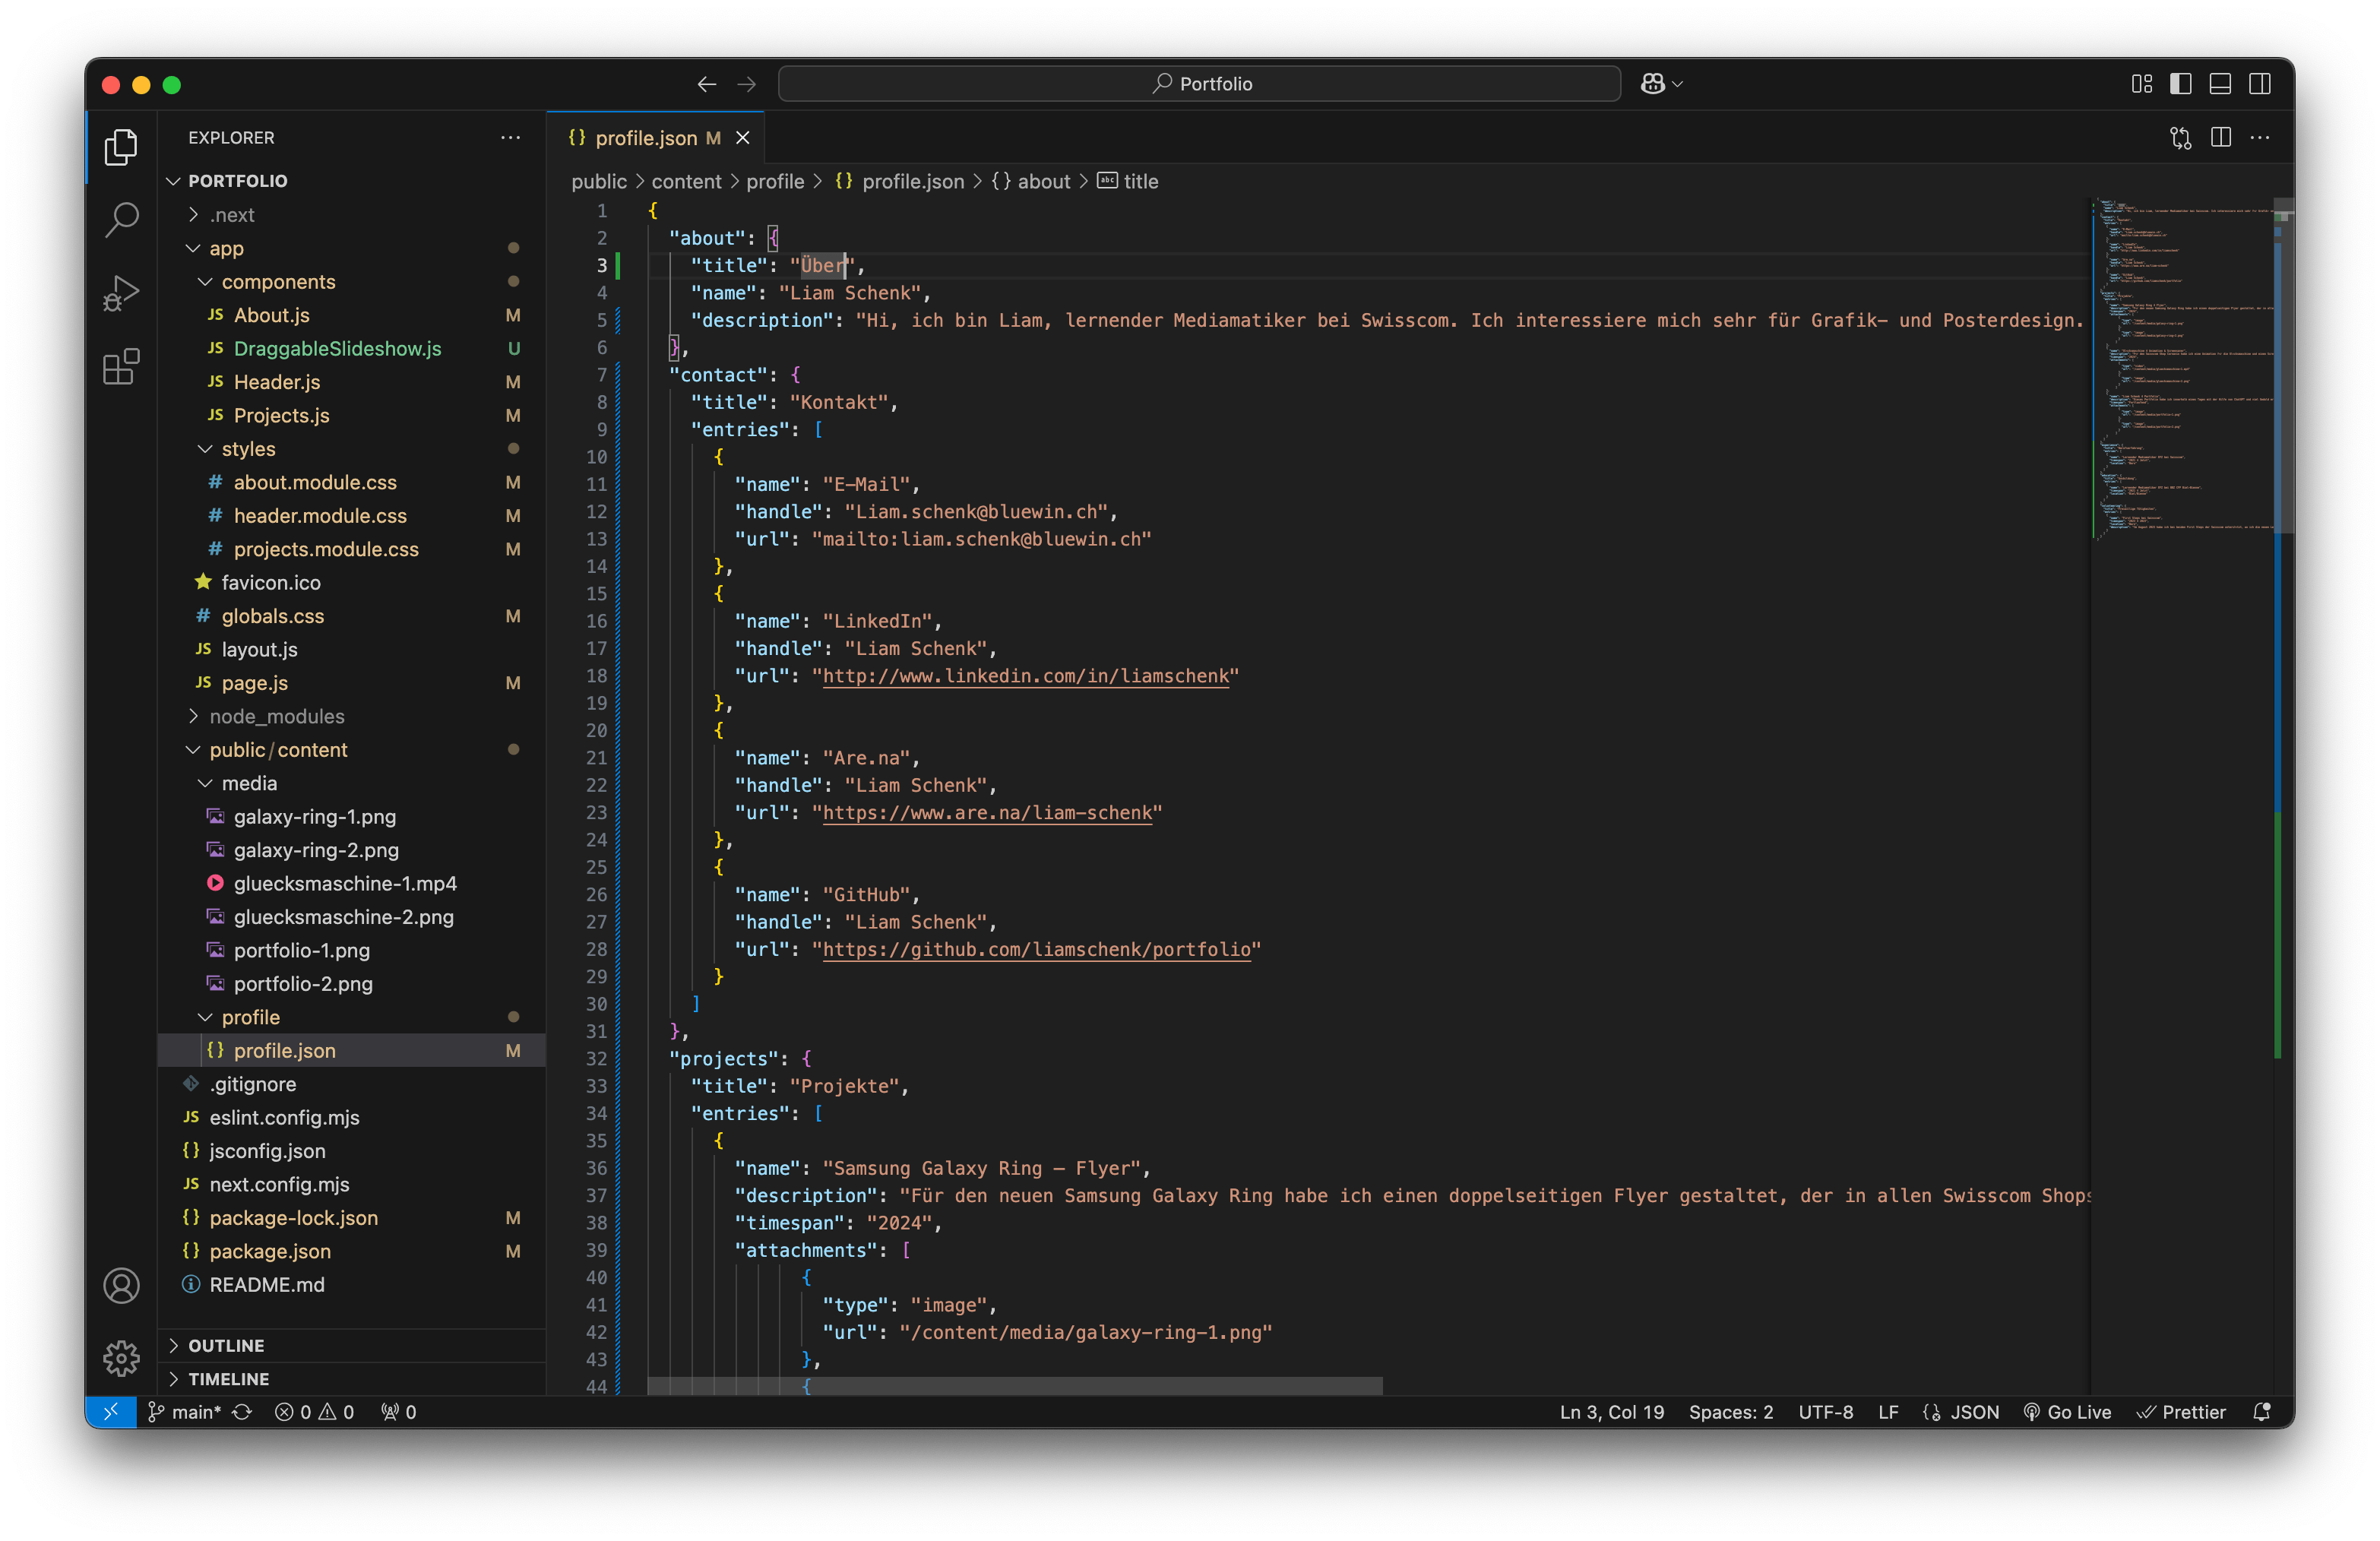 Portfolio
EXPLORER
PORTFOLIO
.next
app
components
JS About.js M
JS DraggableSlideshow.js U
JS Header.js M
JS Projects.js M
styles
# about.module.css M
# header.module.css M
# projects.module.css M
favicon.ico
# globals.css M
JS layout.js
JS page.js M
node_modules
public/content
media
galaxy-ring-1.png
galaxy-ring-2.png
gluecksmaschine-1.mp4
gluecksmaschine-2.png
portfolio-1.png
portfolio-2.png
profile
{} profile.json M
.gitignore
JS eslint.config.mjs
{} jsconfig.json
JS next.config.mjs
{} package-lock.json M
{} package.json M
README.md
OUTLINE
TIMELINE
{} profile.json M
public > content > profile > {} profile.json > {} about > abc title
1 {
2 "about": {
3 "title": "Über",
4 "name": "Liam Schenk",
5 "description": "Hi, ich bin Liam, lernender Mediamatiker bei Swisscom. Ich interessiere mich sehr für Grafik- und Posterdesign.
6 },
7 "contact": {
8 "title": "Kontakt",
9 "entries": [
10 {
11 "name": "E-Mail",
12 "handle": "Liam.schenk@bluewin.ch",
13 "url": "mailto:liam.schenk@bluewin.ch"
14 },
15 {
16 "name": "LinkedIn",
17 "handle": "Liam Schenk",
18 "url": "http://www.linkedin.com/in/liamschenk"
19 },
20 {
21 "name": "Are.na",
22 "handle": "Liam Schenk",
23 "url": "https://www.are.na/liam-schenk"
24 },
25 {
26 "name": "GitHub",
27 "handle": "Liam Schenk",
28 "url": "https://github.com/liamschenk/portfolio"
29 }
30 ]
31 },
32 "projects": {
33 "title": "Projekte",
34 "entries": [
35 {
36 "name": "Samsung Galaxy Ring – Flyer",
37 "description": "Für den neuen Samsung Galaxy Ring habe ich einen doppelseitigen Flyer gestaltet, der in allen Swisscom Shops
38 "timespan": "2024",
39 "attachments": [
40 {
41 "type": "image",
42 "url": "/content/media/galaxy-ring-1.png"
43 },
44 {
main* 0 0 0 Ln 3, Col 19 Spaces: 2 UTF-8 LF JSON Go Live Prettier